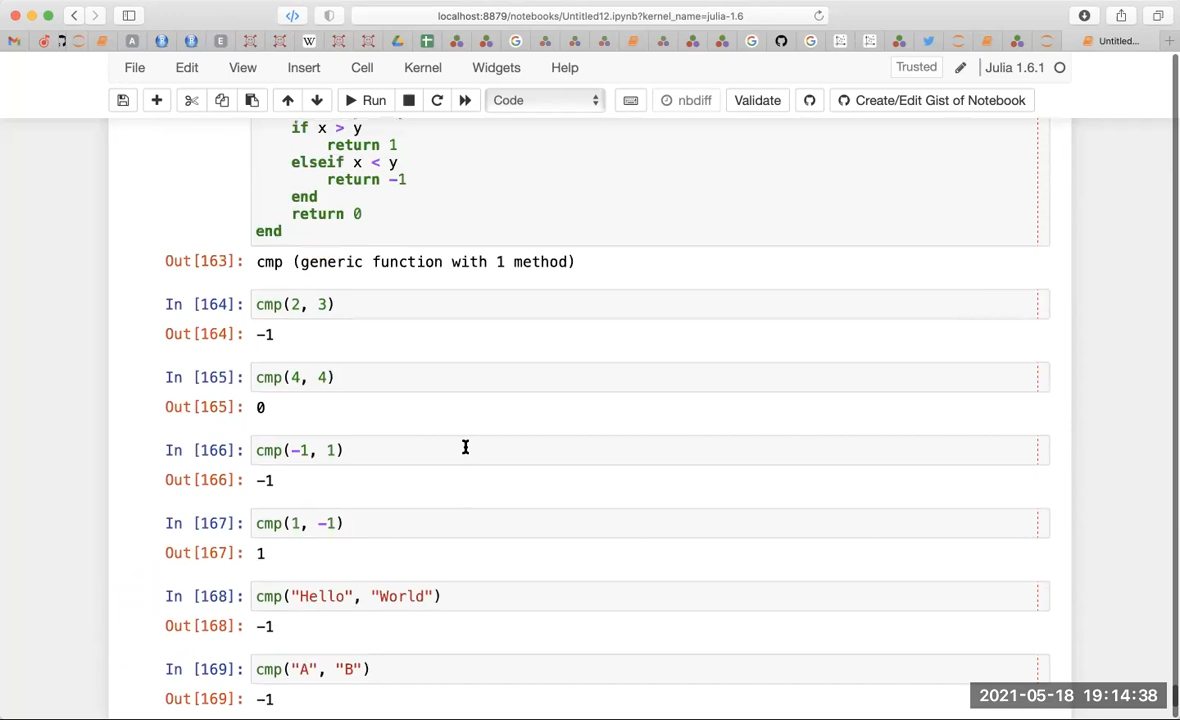 localhost:8879/notebooks/Untitled12.ipynb?kernel_name=julia-1.6
Untitled...
File Edit View Insert Cell Kernel Widgets Help Trusted Julia 1.6.1
Run Code nbdiff Validate Create/Edit Gist of Notebook
if x > y
return 1
elseif x < y
return -1
end
return 0
end
Out[163]: cmp (generic function with 1 method)
In [164]: cmp(2, 3)
Out[164]: -1
In [165]: cmp(4, 4)
Out[165]: 0
In [166]: cmp(-1, 1)
Out[166]: -1
In [167]: cmp(1, -1)
Out[167]: 1
In [168]: cmp("Hello", "World")
Out[168]: -1
In [169]: cmp("A", "B")
Out[169]: -1
2021-05-18 19:14:38